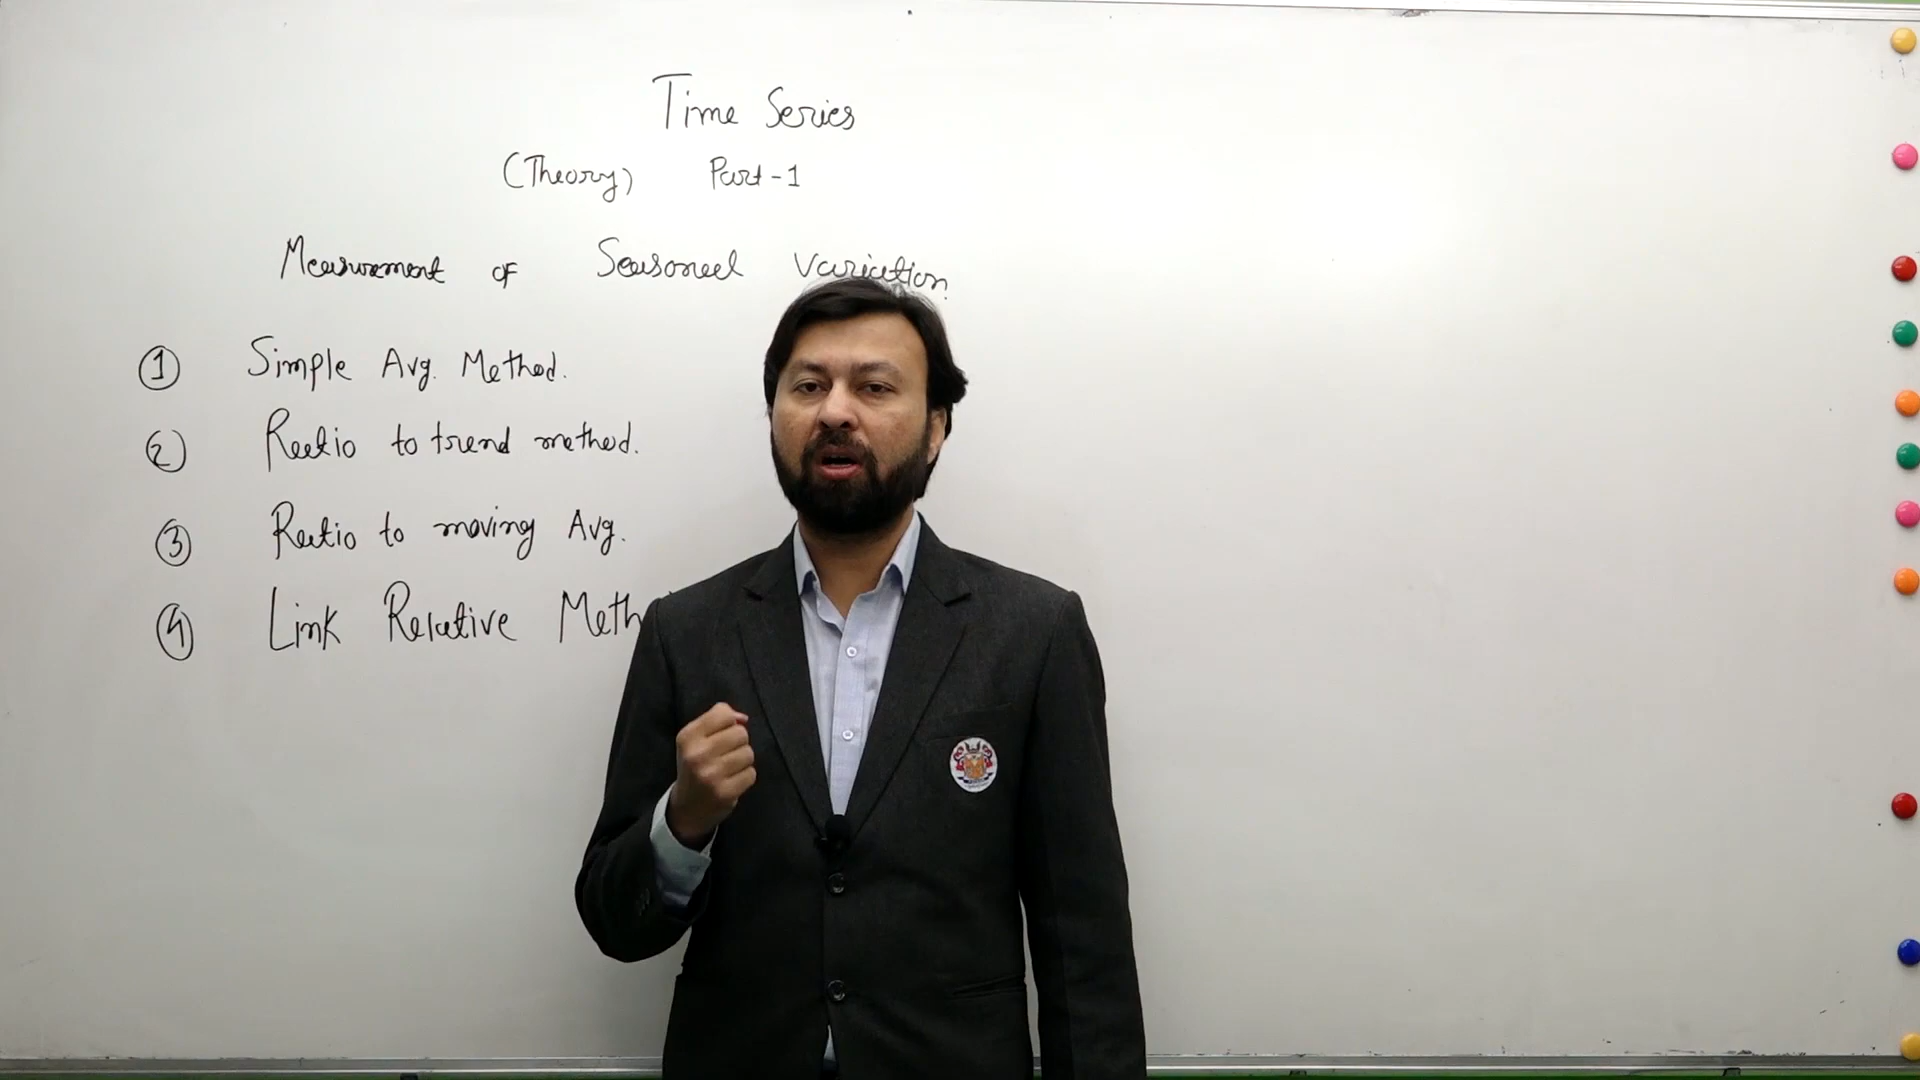 Time Series
(Theory) Part-1
Measurement of Seasonal Variation
① Simple Avg. Method.
② Ratio to trend method.
③ Ratio to moving Avg.
④ Link Relative Meth